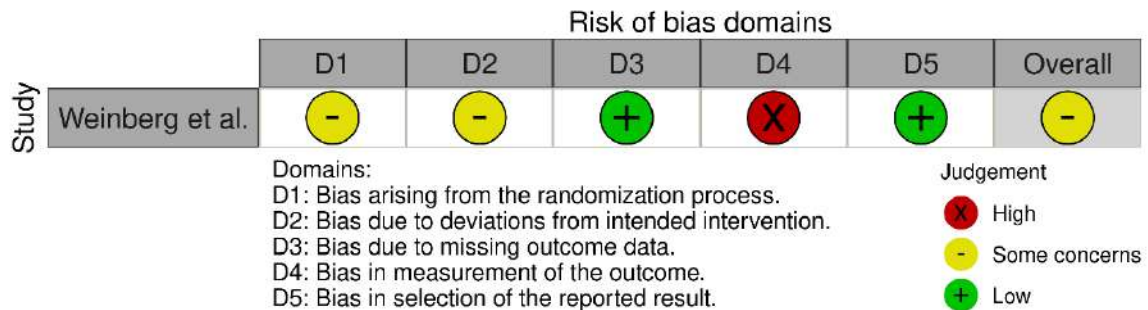 Risk of bias domains
D1 D2 D3 D4 D5 Overall
Study
Weinberg et al. - - + X + -
Domains:
D1: Bias arising from the randomization process.
D2: Bias due to deviations from intended intervention.
D3: Bias due to missing outcome data.
D4: Bias in measurement of the outcome.
D5: Bias in selection of the reported result.
Judgement
X High
- Some concerns
+ Low